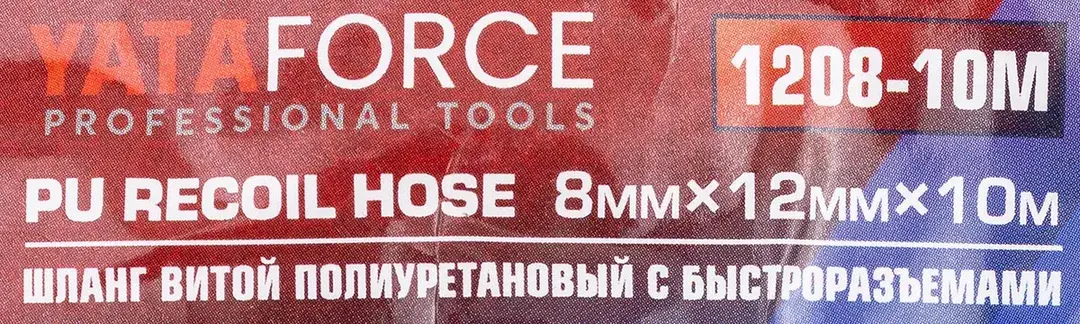 YATAFORCE
PROFESSIONAL TOOLS
1208-10M
PU RECOIL HOSE 8мм×12мм×10м
ШЛАНГ ВИТОЙ ПОЛИУРЕТАНОВЫЙ С БЫСТРОРАЗЪЕМАМИ